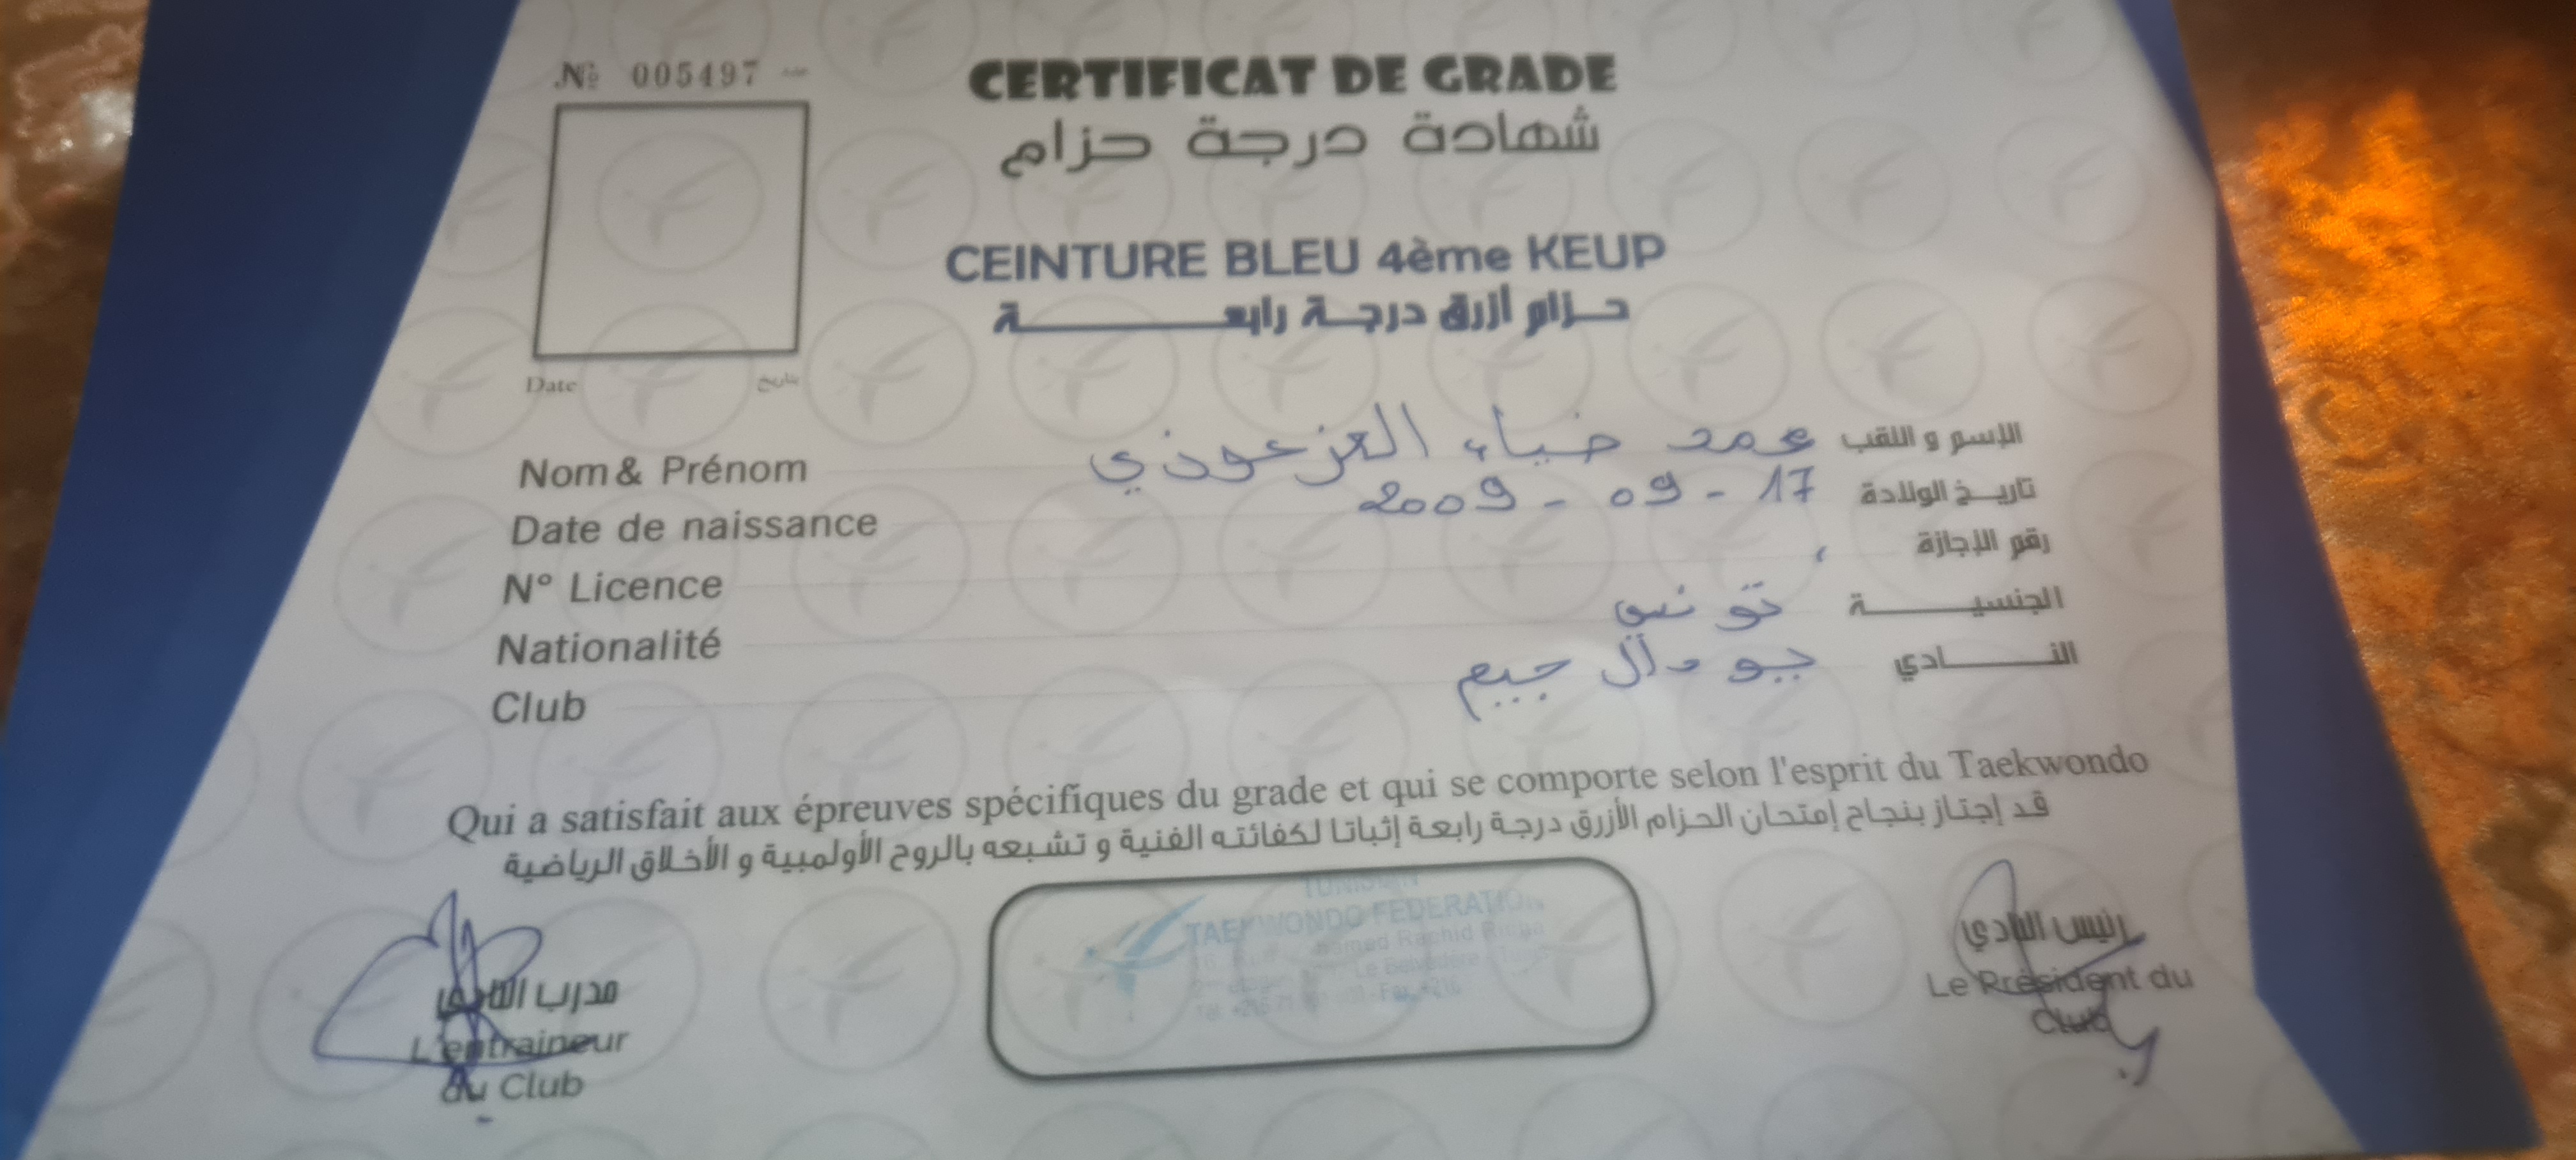 № 005497
CERTIFICAT DE GRADE
شهادة درجة حزام
CEINTURE BLEU 4ème KEUP
حزام أزرق درجة رابعة
Date تاريخ
Nom & Prénom محمد ضياء العزعوزي الإسم و اللقب
Date de naissance 2009 - 09 - 17 تاريخ الولادة
N° Licence رقم الإجازة
Nationalité تونسي الجنسية
Club جيم النادي
Qui a satisfait aux épreuves spécifiques du grade et qui se comporte selon l'esprit du Taekwondo
قد إجتاز بنجاح إمتحان الحزام الأزرق درجة رابعة إثباتا لكفائته الفنية و تشبعه بالروح الأولمبية و الأخلاق الرياضية
TUNISIAN
TAEKWONDO FEDERATION
رئيس النادي
Le Président du
Club
مدرب
L'entraineur
du Club